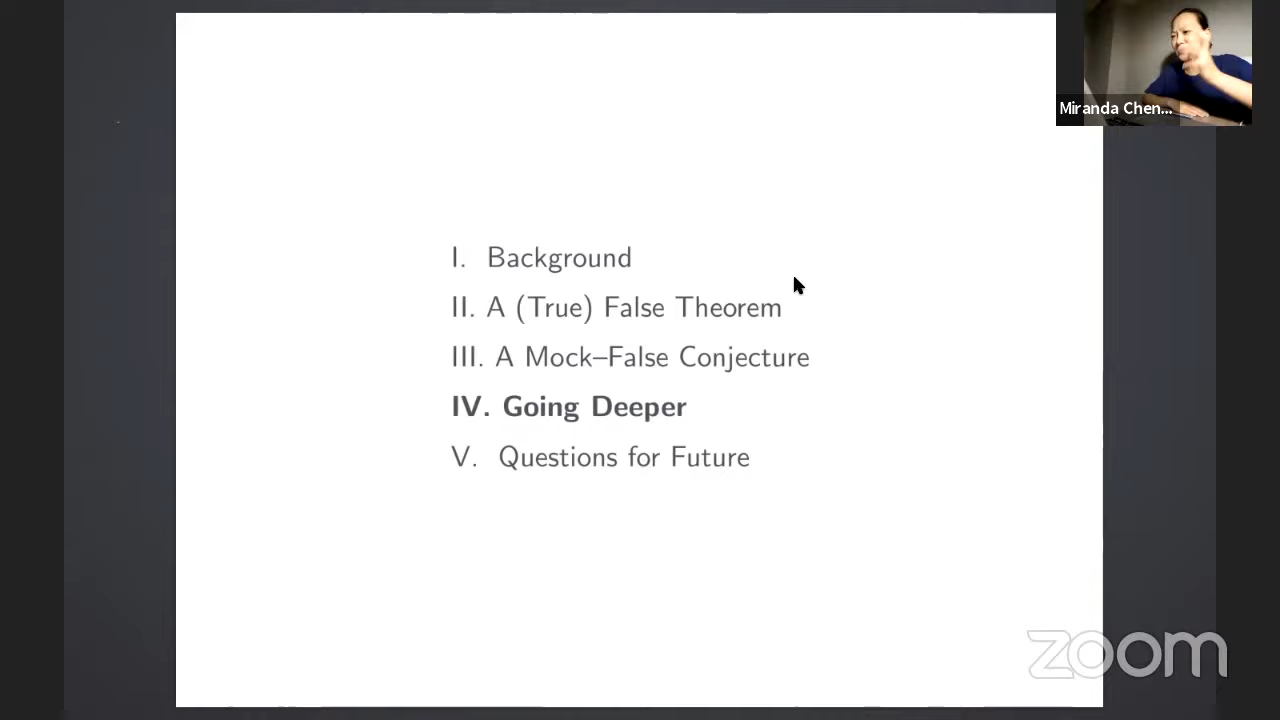 Miranda Chen...
I. Background
II. A (True) False Theorem
III. A Mock–False Conjecture
IV. Going Deeper
V. Questions for Future
zoom